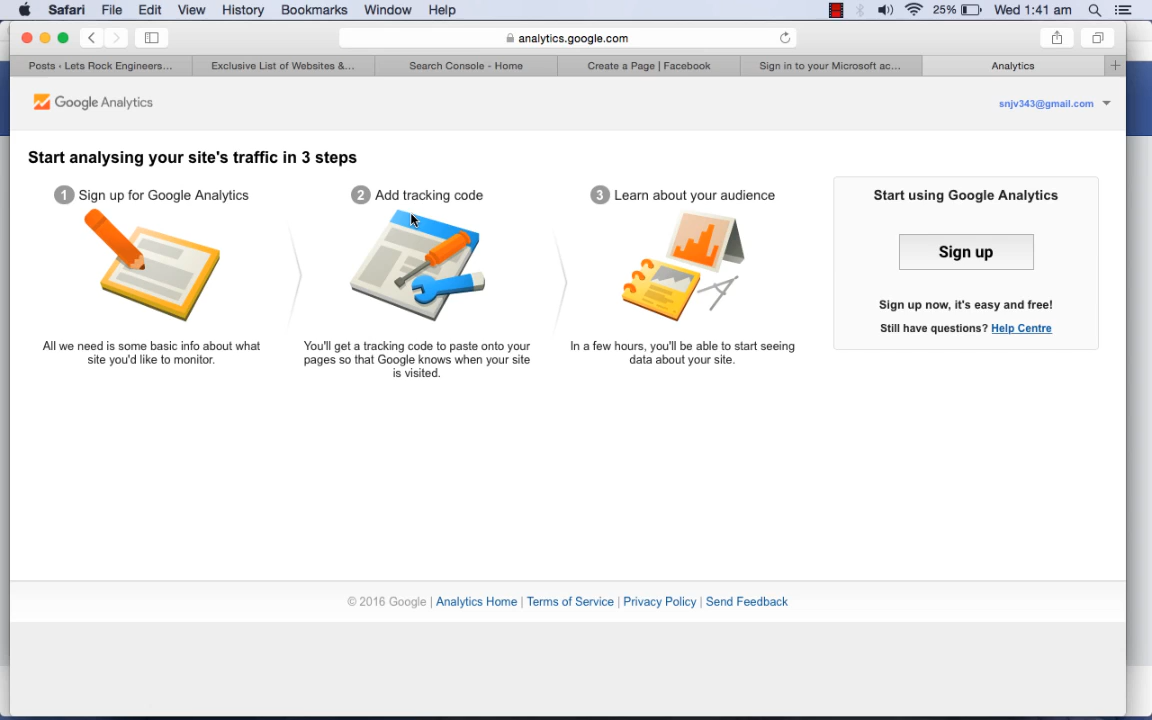 Safari File Edit View History Bookmarks Window Help 25% Wed 1:41 am
analytics.google.com
Posts ‹ Lets Rock Engineers... Exclusive List of Websites &... Search Console - Home Create a Page | Facebook Sign in to your Microsoft ac... Analytics +
Google Analytics
snjv343@gmail.com
Start analysing your site's traffic in 3 steps
1 Sign up for Google Analytics
All we need is some basic info about what
site you'd like to monitor.
2 Add tracking code
You'll get a tracking code to paste onto your
pages so that Google knows when your site
is visited.
3 Learn about your audience
In a few hours, you'll be able to start seeing
data about your site.
Start using Google Analytics
Sign up
Sign up now, it's easy and free!
Still have questions? Help Centre
© 2016 Google | Analytics Home | Terms of Service | Privacy Policy | Send Feedback